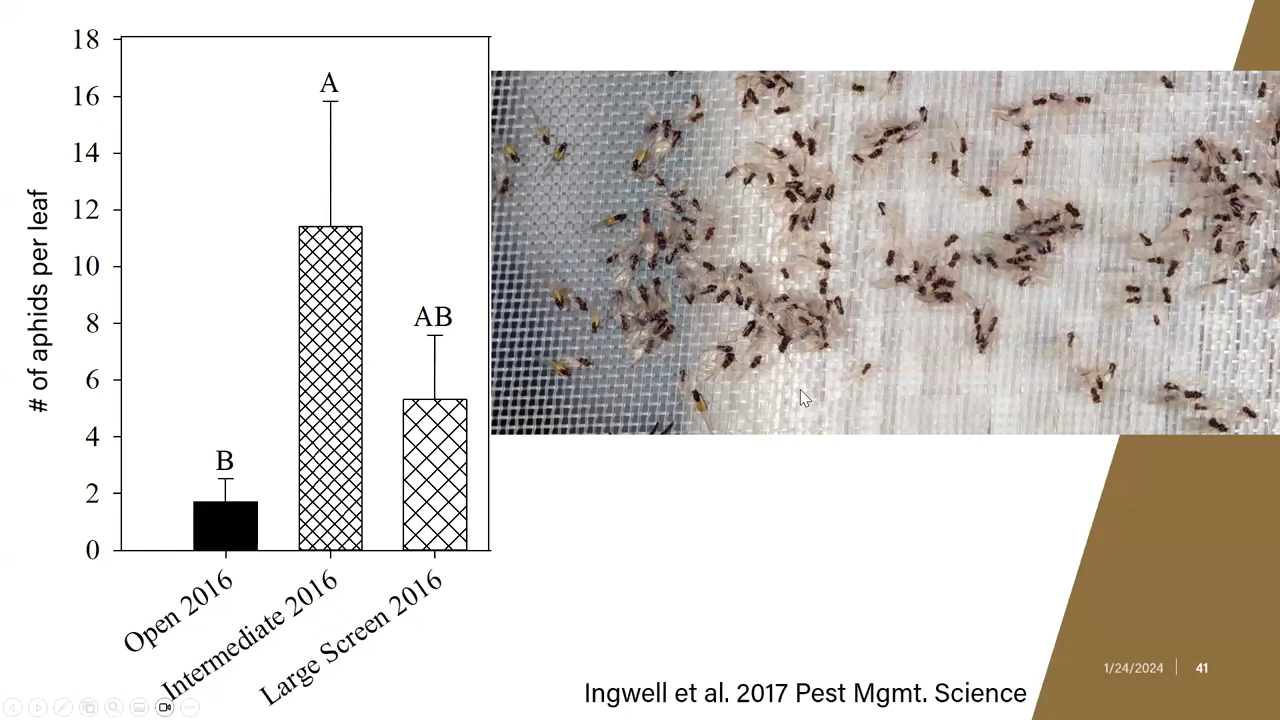 18
16
14
12
10
8
6
4
2
0
# of aphids per leaf
A
AB
B
Open 2016
Intermediate 2016
Large Screen 2016
Ingwell et al. 2017 Pest Mgmt. Science
1/24/2024
41